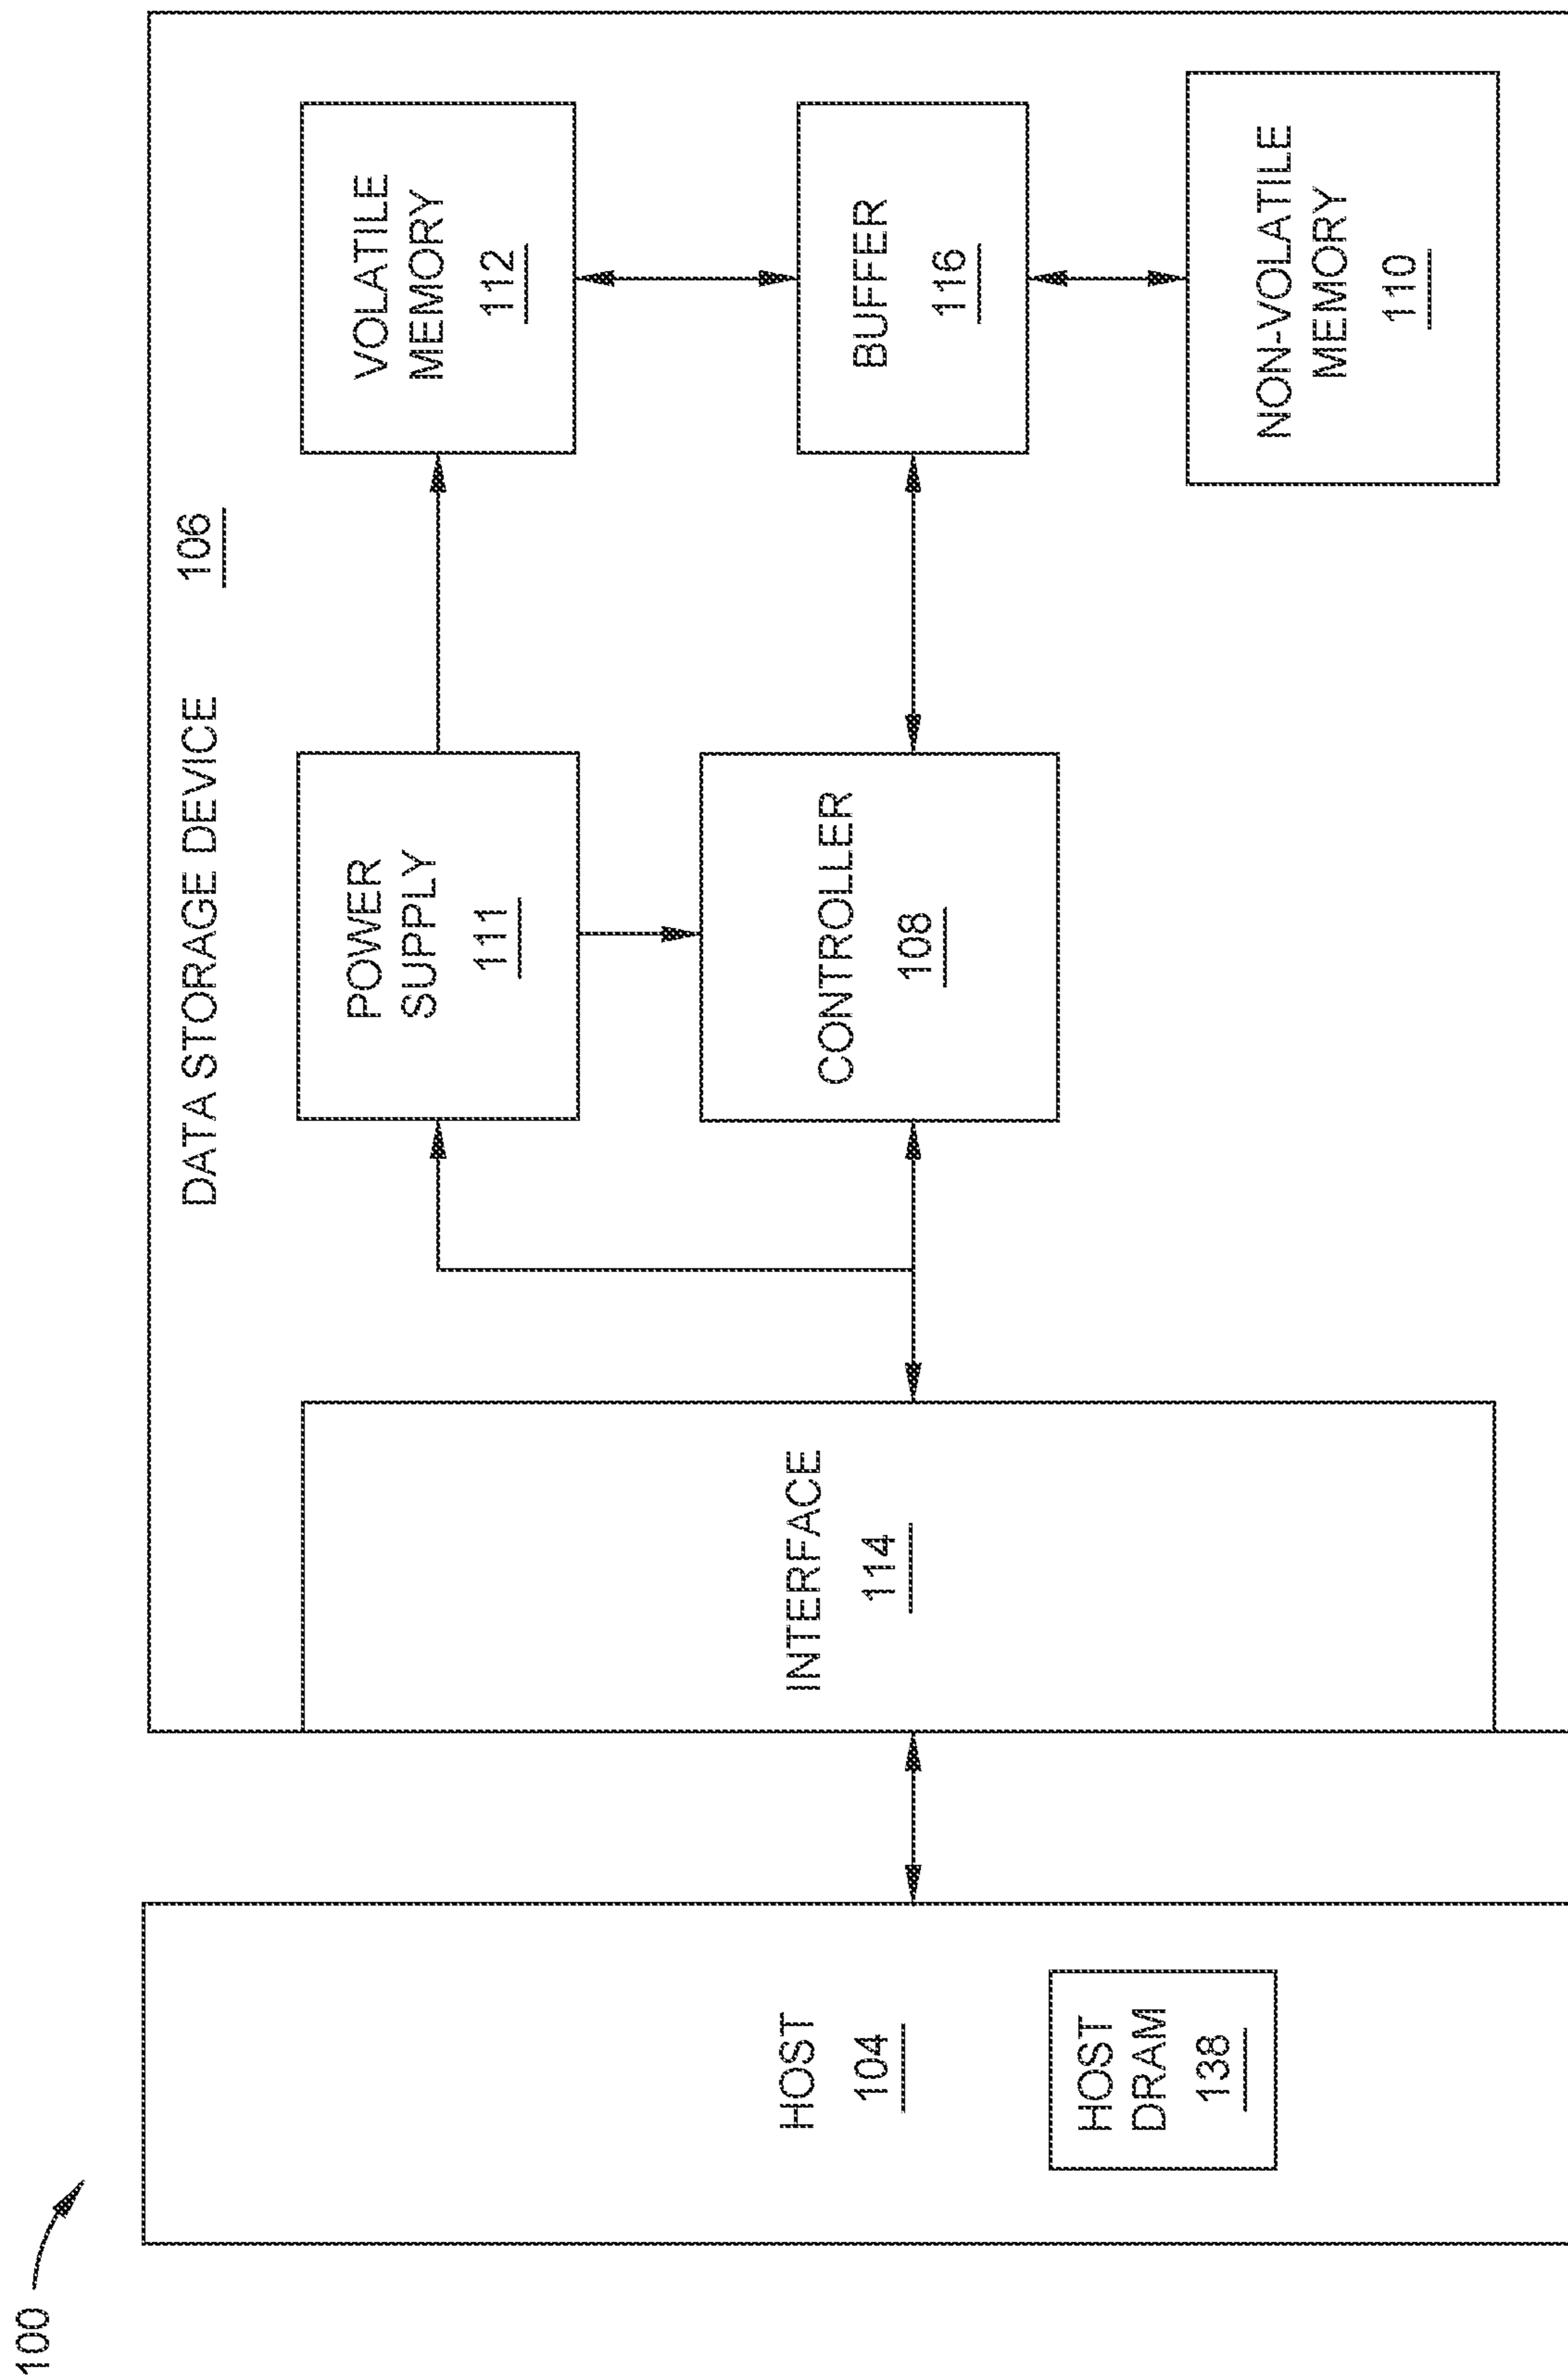 100
HOST
104
HOST
DRAM
138
INTERFACE
114
DATA STORAGE DEVICE 106
POWER
SUPPLY
111
CONTROLLER
108
VOLATILE
MEMORY
112
BUFFER
116
NON-VOLATILE
MEMORY
110